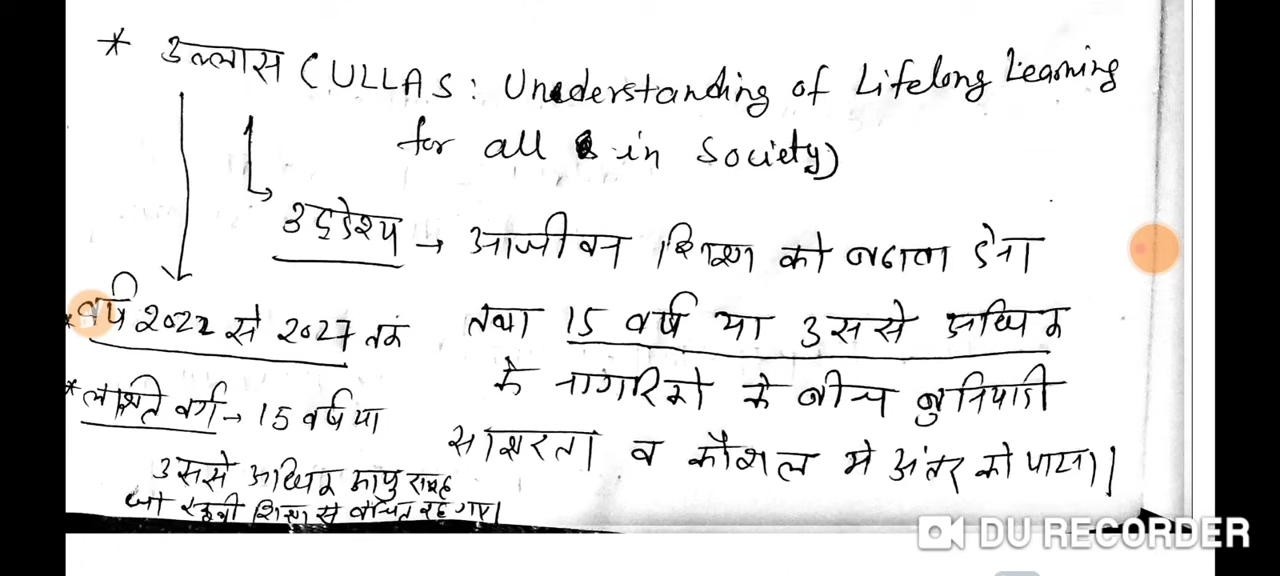 * उल्लास (ULLAS: Understanding of Lifelong Learning
for all in Society)
उद्देश्य → आजीवन शिक्षा को बढावा देना
* वर्ष 2022 से 2027 तक
तथा 15 वर्ष या उससे अधिक
के नागरिको के बीच बुनियादी
साक्षरता व कौशल मे अंतर को पाटना।
* लक्षित वर्ग → 15 वर्ष या
उससे अधिक आयु समूह
जो स्कूली शिक्षा से वंचित रह गए।
DU RECORDER